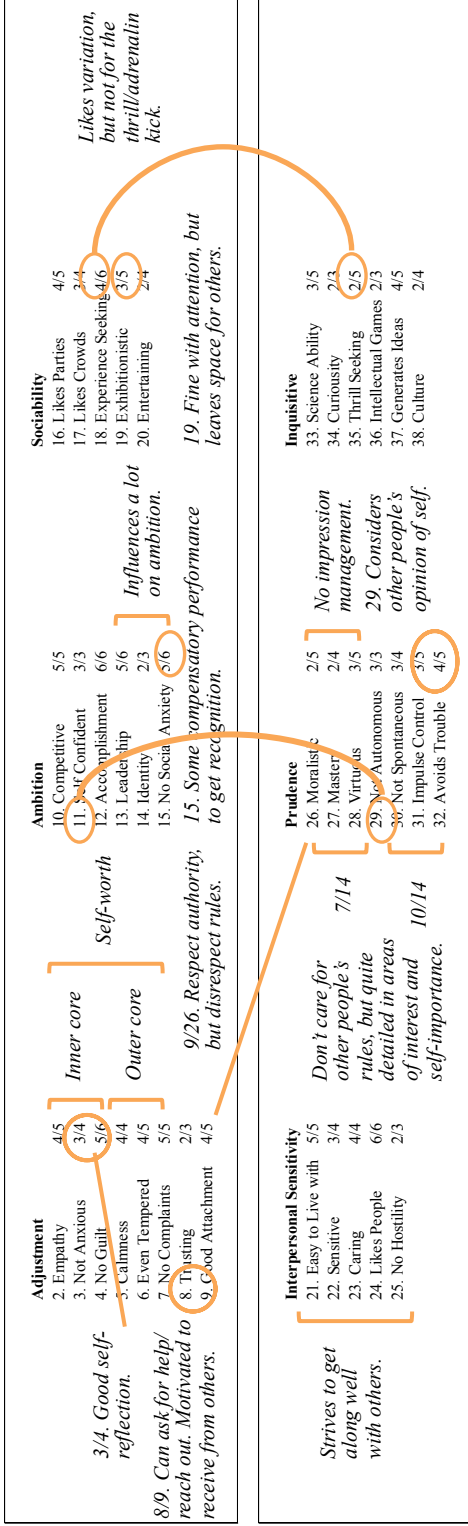 Adjustment
2. Empathy 4/5
3. Not Anxious 3/4
4. No Guilt 5/6
5. Calmness 4/4
6. Even Tempered 4/5
7. No Complaints 5/5
8. Trusting 2/3
9. Good Attachment 4/5
3/4. Good self-
reflection.
8/9. Can ask for help/
reach out. Motivated to
receive from others.
Inner core
Outer core
Self-worth
9/26. Respect authority,
but disrespect rules.
Ambition
10. Competitive 5/5
11. Self Confident 3/3
12. Accomplishment 6/6
13. Leadership 5/6
14. Identity 2/3
15. No Social Anxiety 5/6
Influences a lot
on ambition.
15. Some compensatory performance
to get recognition.
Sociability
16. Likes Parties 4/5
17. Likes Crowds 3/4
18. Experience Seeking 4/6
19. Exhibitionistic 3/5
20. Entertaining 2/4
Likes variation,
but not for the
thrill/adrenalin
kick.
19. Fine with attention, but
leaves space for others.
Interpersonal Sensitivity
21. Easy to Live with 5/5
22. Sensitive 3/4
23. Caring 4/4
24. Likes People 6/6
25. No Hostility 2/3
Strives to get
along well
with others.
Don't care for
other people's
rules, but quite
detailed in areas
of interest and
self-importance.
7/14
10/14
Prudence
26. Moralistic 2/5
27. Mastery 2/4
28. Virtuous 3/5
29. Not Autonomous 3/3
30. Not Spontaneous 3/4
31. Impulse Control 3/5
32. Avoids Trouble 4/5
No impression
management.
29. Considers
other people's
opinion of self.
Inquisitive
33. Science Ability 3/5
34. Curiousity 2/3
35. Thrill Seeking 2/5
36. Intellectual Games 2/3
37. Generates Ideas 4/5
38. Culture 2/4